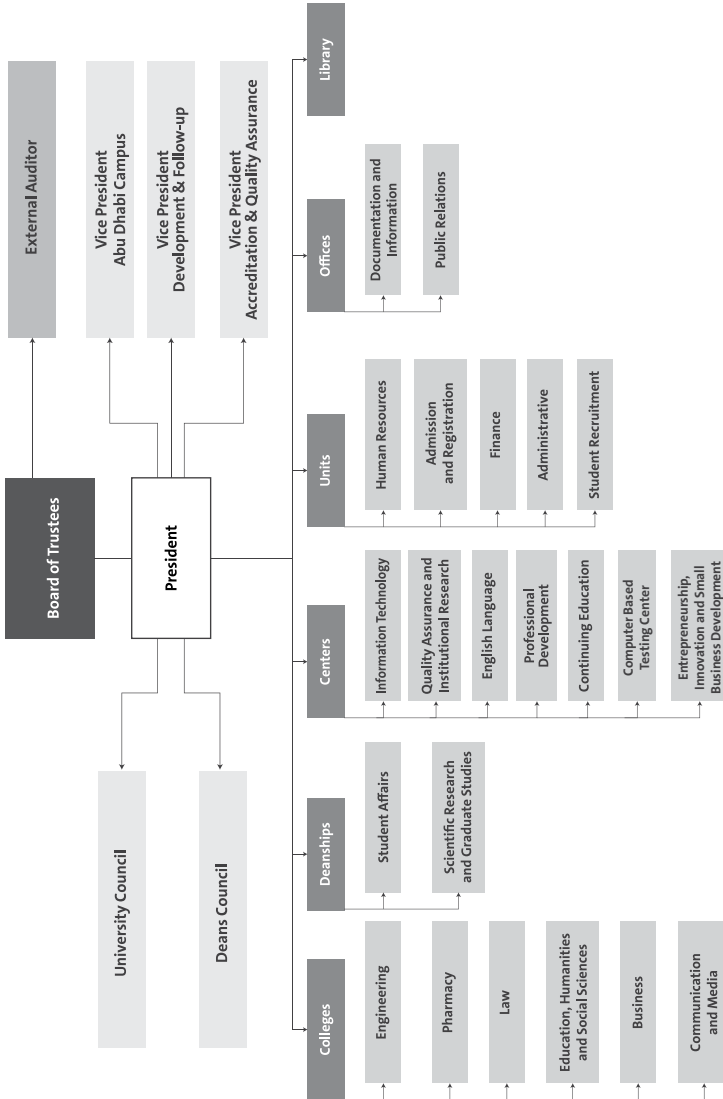 Board of Trustees
External Auditor
President
University Council
Deans Council
Vice President
Abu Dhabi Campus
Vice President
Development & Follow-up
Vice President
Accreditation & Quality Assurance
Colleges
Engineering
Pharmacy
Law
Education, Humanities
and Social Sciences
Business
Communication
and Media
Deanships
Student Affairs
Scientific Research
and Graduate Studies
Centers
Information Technology
Quality Assurance and
Institutional Research
English Language
Professional
Development
Continuing Education
Computer Based
Testing Center
Entrepreneurship,
Innovation and Small
Business Development
Units
Human Resources
Admission
and Registration
Finance
Administrative
Student Recruitment
Offices
Documentation and
Information
Public Relations
Library